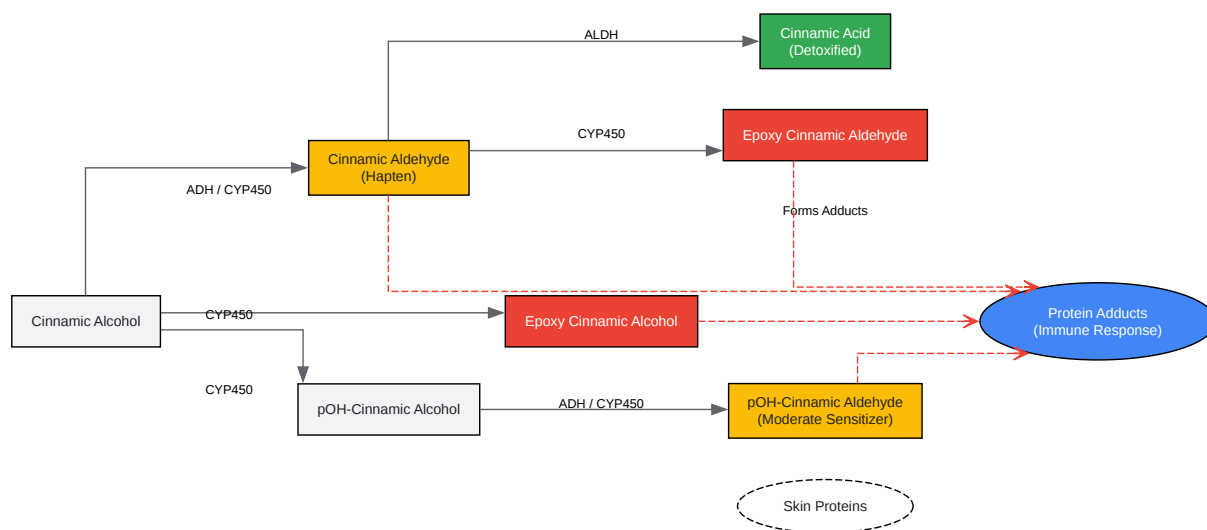 ALDH
Cinnamic Acid
(Detoxified)
CYP450
Epoxy Cinnamic Aldehyde
Cinnamic Aldehyde
(Hapten)
ADH / CYP450
Forms Adducts
Cinnamic Alcohol
CYP450
Epoxy Cinnamic Alcohol
Protein Adducts
(Immune Response)
CYP450
pOH-Cinnamic Alcohol
ADH / CYP450
pOH-Cinnamic Aldehyde
(Moderate Sensitizer)
Skin Proteins